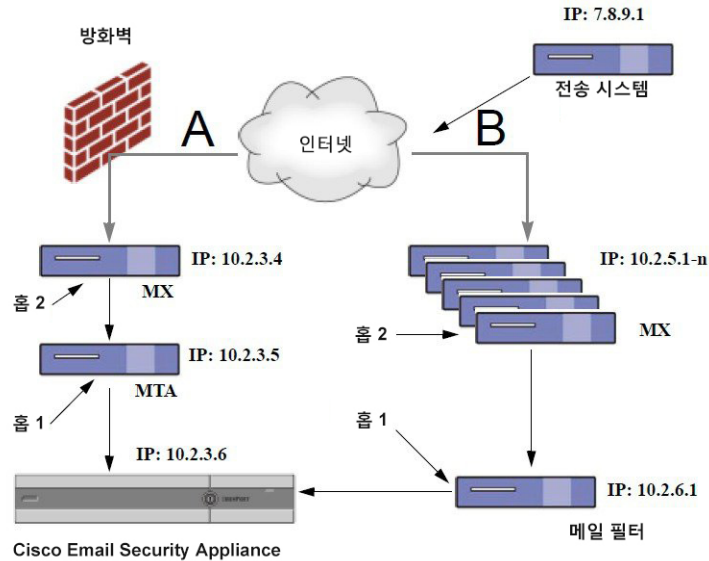 IP: 7.8.9.1
방화벽
전송 시스템
A
B
인터넷
IP: 10.2.3.4
IP: 10.2.5.1-n
MX
홉 2
MX
홉 2
IP: 10.2.3.5
MTA
홉 1
홉 1
IP: 10.2.3.6
IP: 10.2.6.1
메일 필터
Cisco Email Security Appliance